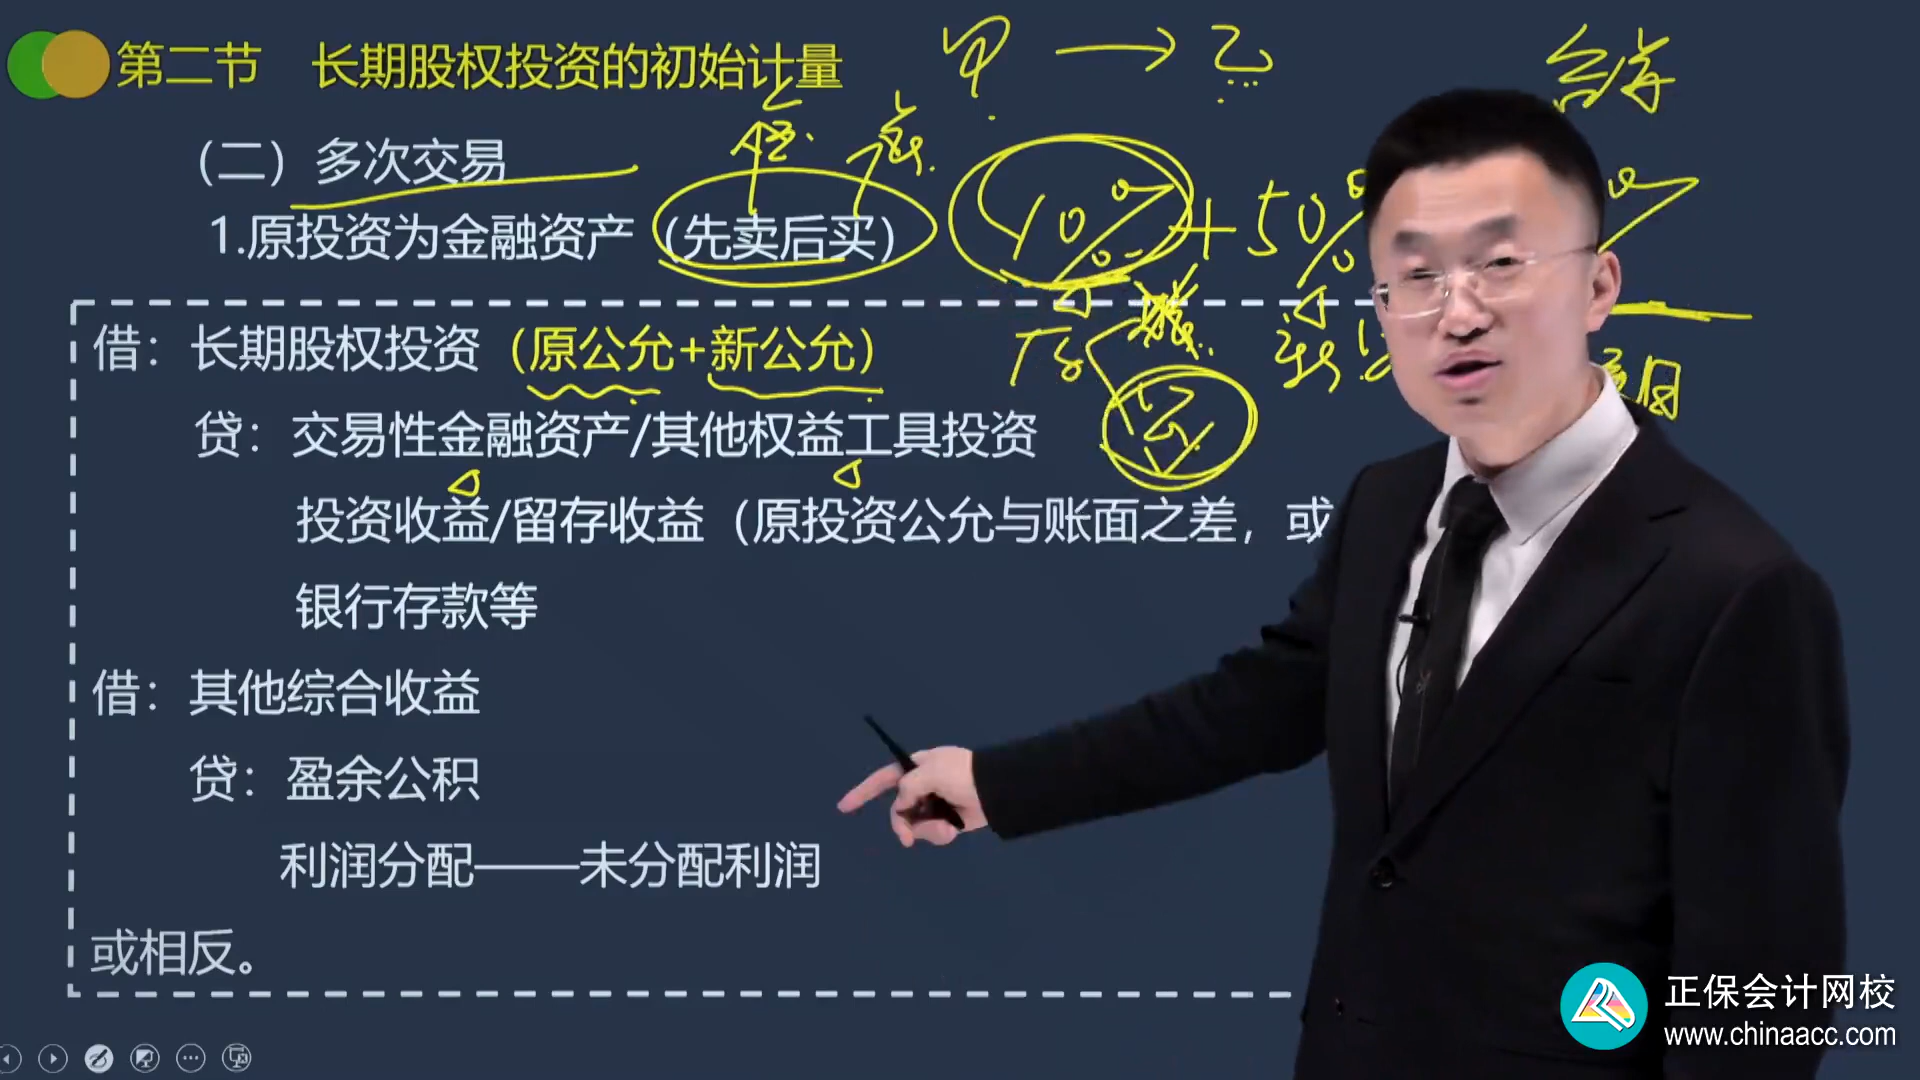 第二节 长期股权投资的初始计量
甲 → 乙
(二)多次交易
1.原投资为金融资产(先卖后买)
10% + 50%
借：长期股权投资(原公允+新公允)
贷：交易性金融资产/其他权益工具投资
公
投资收益/留存收益(原投资公允与账面之差，或
银行存款等
借：其他综合收益
贷：盈余公积
利润分配——未分配利润
或相反。
正保会计网校
www.chinaacc.com